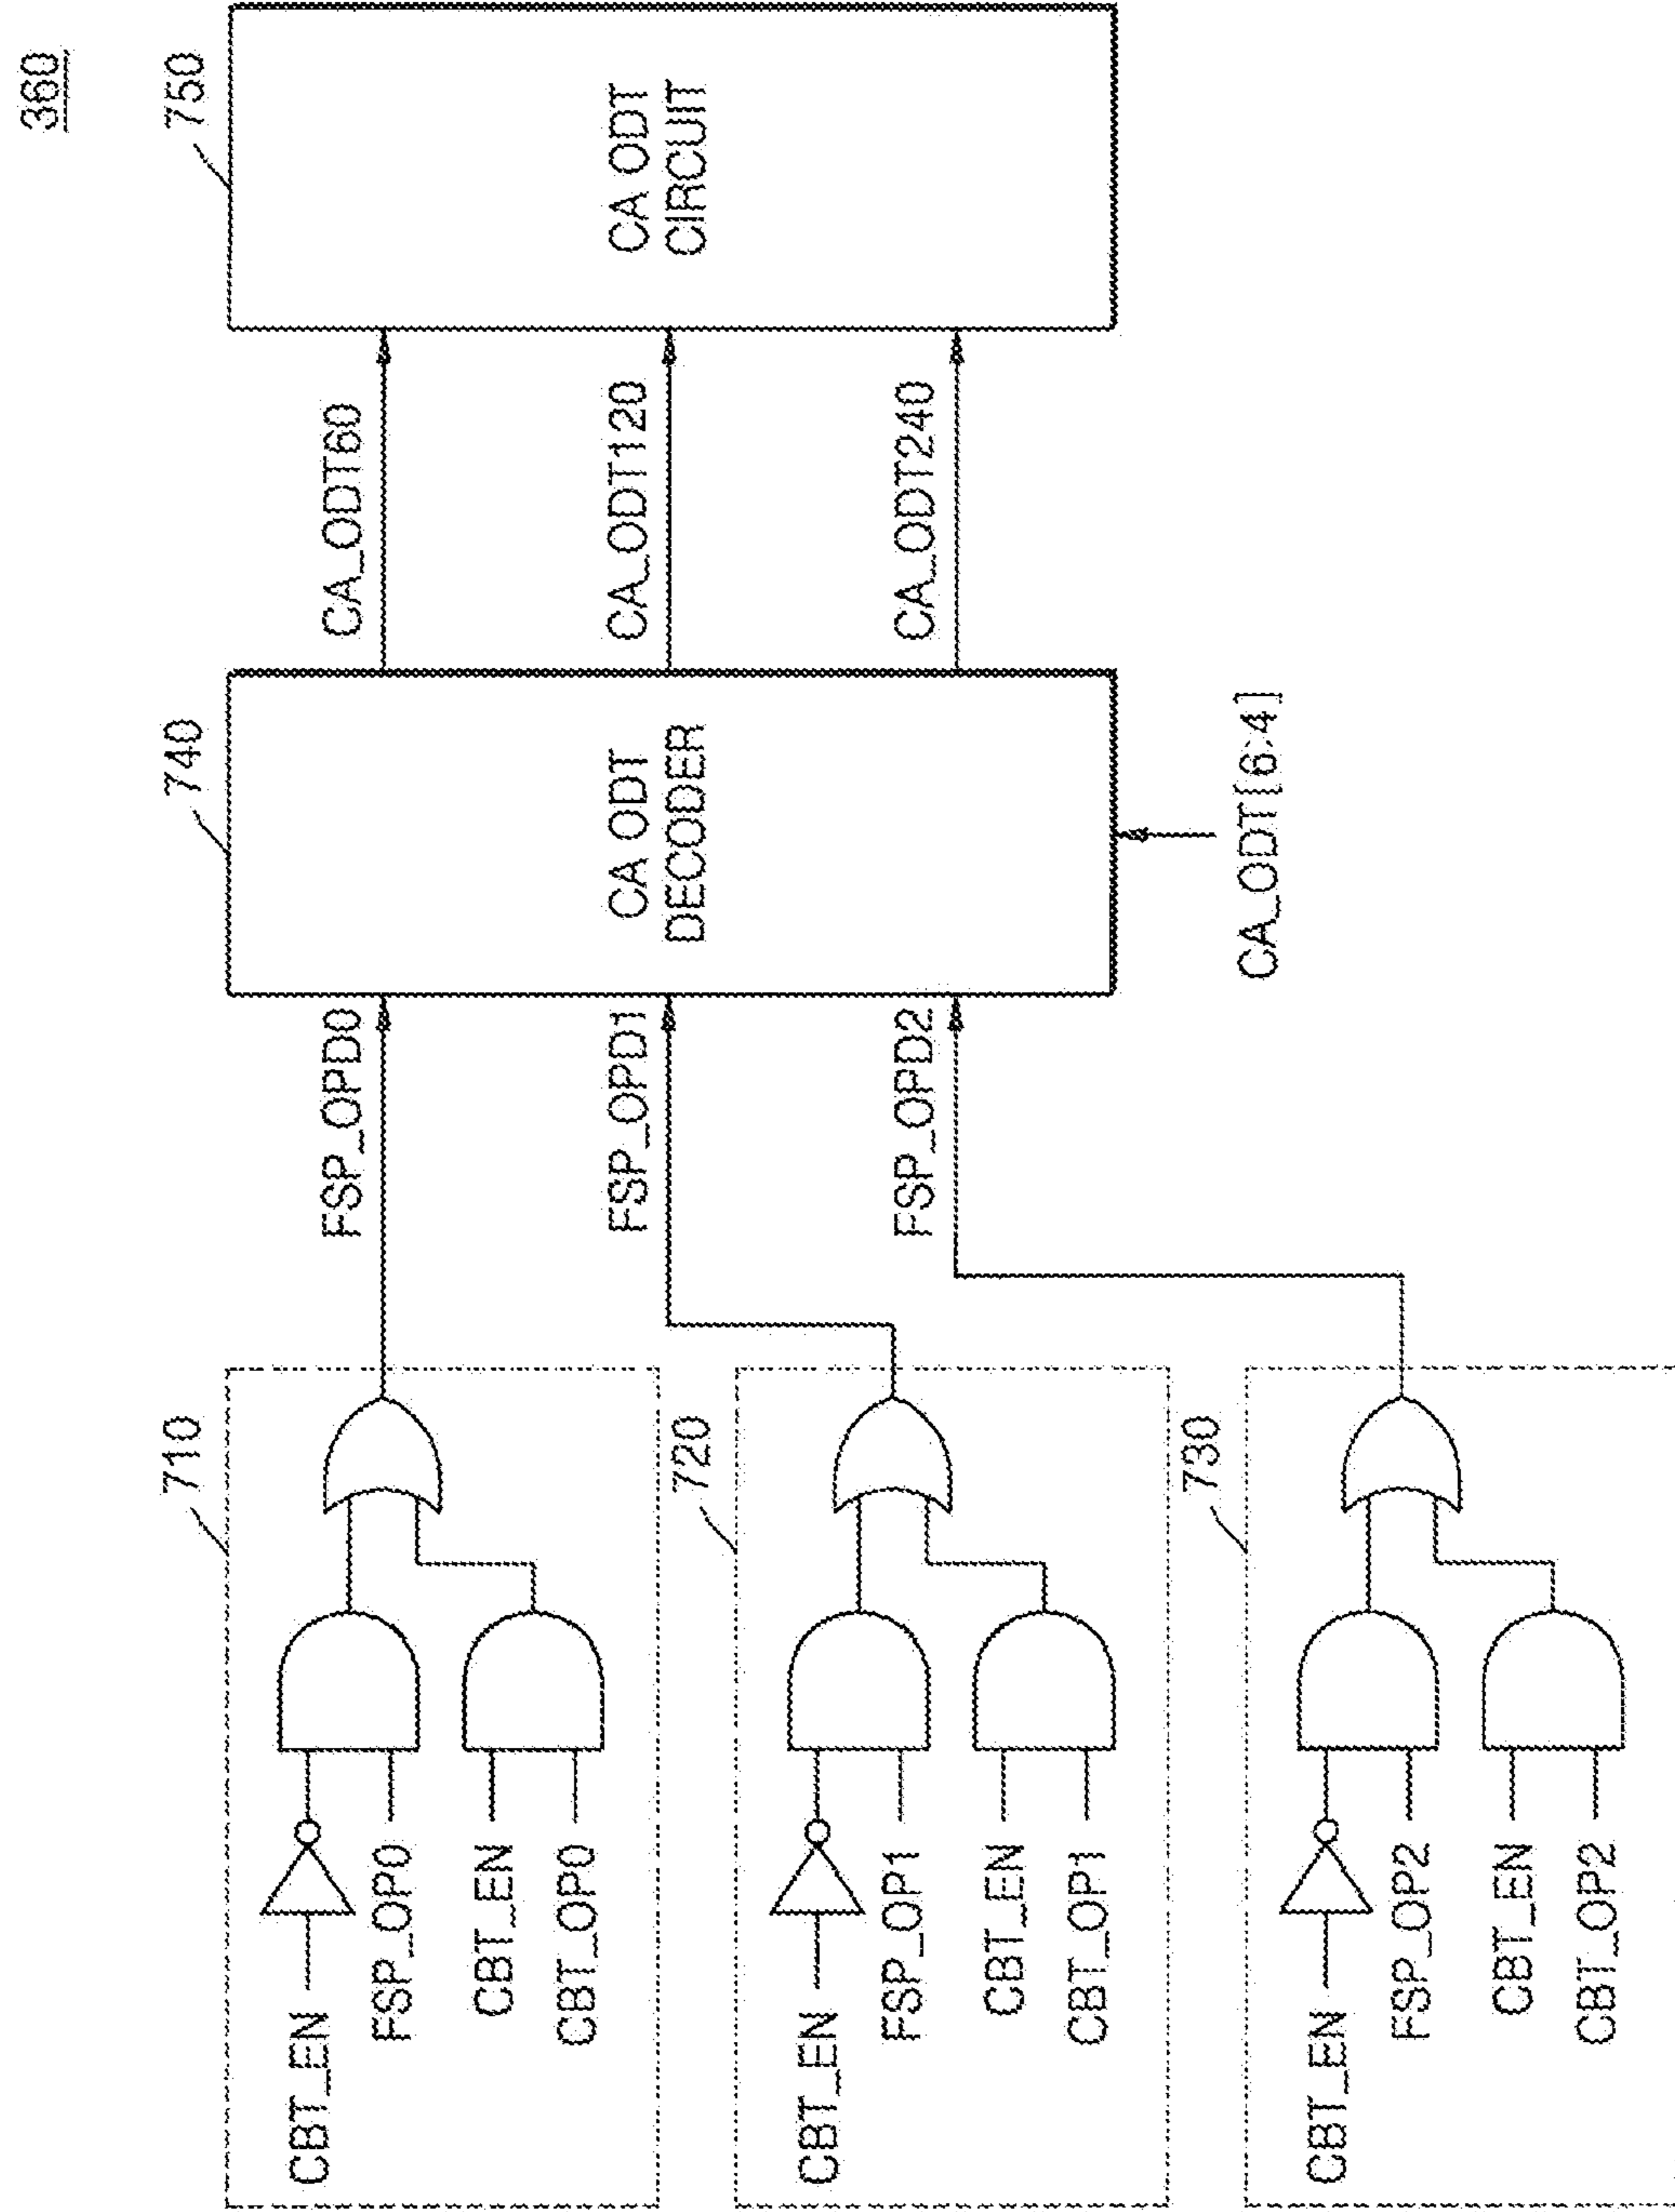 360
710
CBT_EN
FSP_OP0
CBT_EN
CBT_OP0
720
CBT_EN
FSP_OP1
CBT_EN
CBT_OP1
730
CBT_EN
FSP_OP2
CBT_EN
CBT_OP2
FSP_OPD0
FSP_OPD1
FSP_OPD2
740
CA ODT
DECODER
CA_ODT[6:4]
CA_ODT60
CA_ODT120
CA_ODT240
750
CA ODT
CIRCUIT